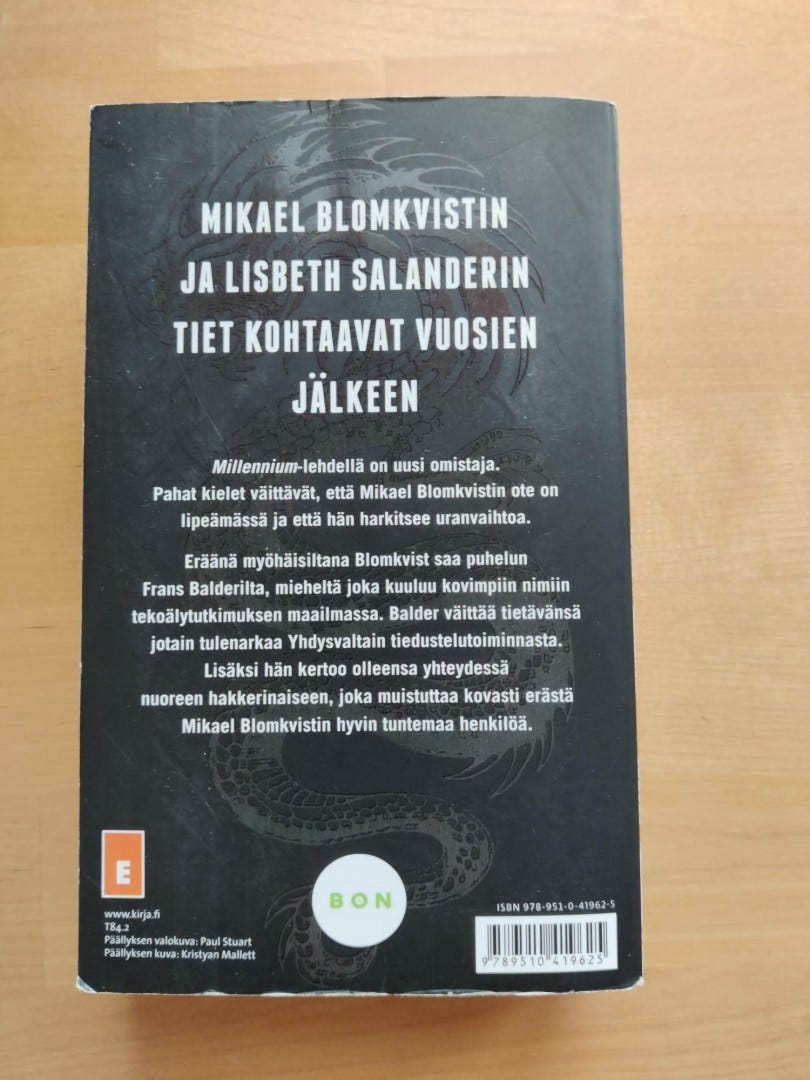 MIKAEL BLOMKVISTIN
JA LISBETH SALANDERIN
TIET KOHTAAVAT VUOSIEN
JÄLKEEN
Millennium-lehdellä on uusi omistaja.
Pahat kielet väittävät, että Mikael Blomkvistin ote on
lipeämässä ja että hän harkitsee uranvaihtoa.
Eräänä myöhäisiltana Blomkvist saa puhelun
Frans Balderilta, mieheltä joka kuuluu kovimpiin nimiin
tekoälytutkimuksen maailmassa. Balder väittää tietävänsä
jotain tulenarkaa Yhdysvaltain tiedustelutoiminnasta.
Lisäksi hän kertoo olleensa yhteydessä
nuoreen hakkerinaiseen, joka muistuttaa kovasti erästä
Mikael Blomkvistin hyvin tuntemaa henkilöä.
E
www.kirja.fi
T84.2
Päällyksen valokuva: Paul Stuart
Päällyksen kuva: Kristyan Mallett
BON
ISBN 978-951-0-41962-5
9 789510 419625